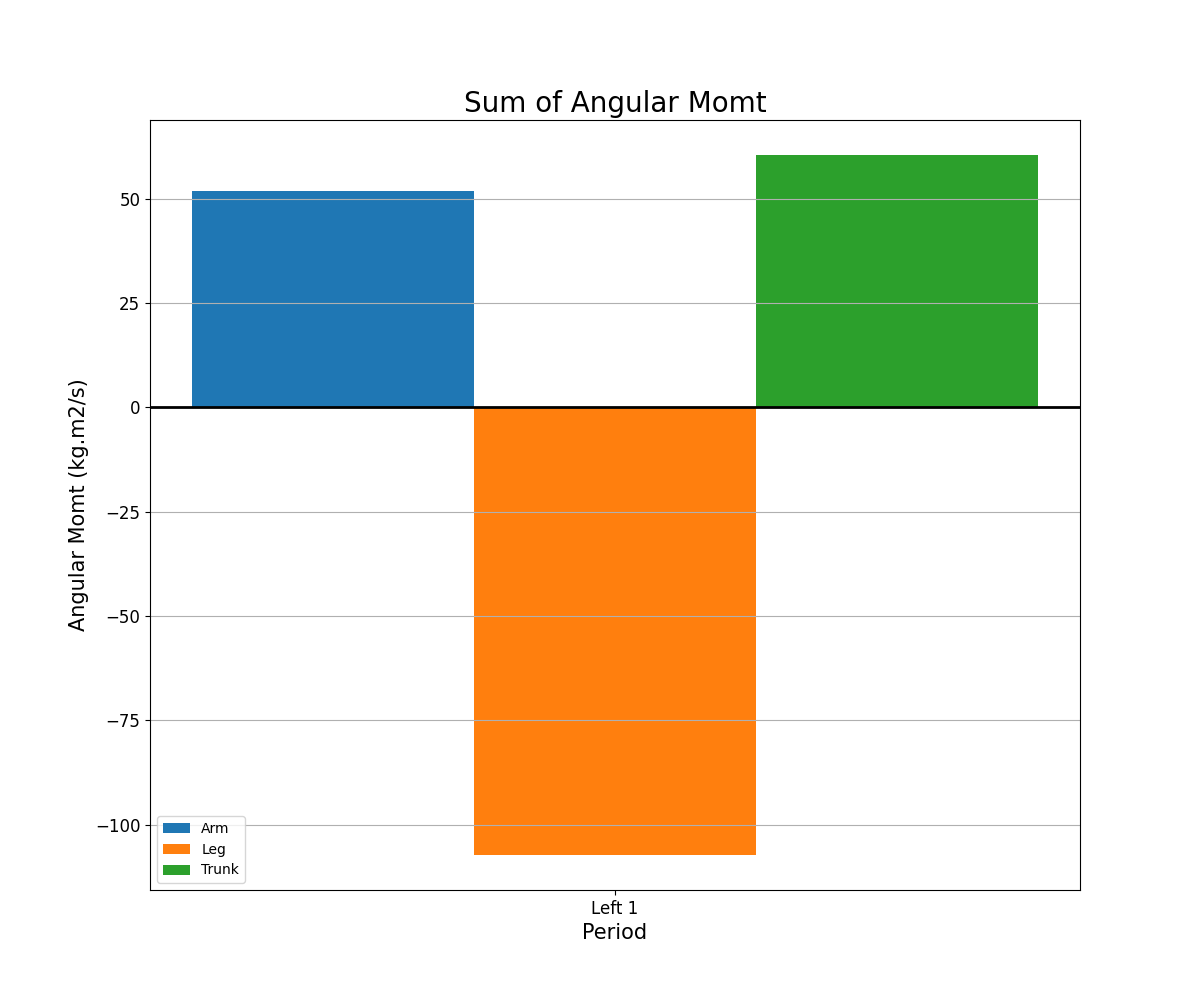 Sum of Angular Momt
Angular Momt (kg.m2/s)
50
25
0
−25
−50
−75
−100
Arm
Leg
Trunk
Left 1
Period